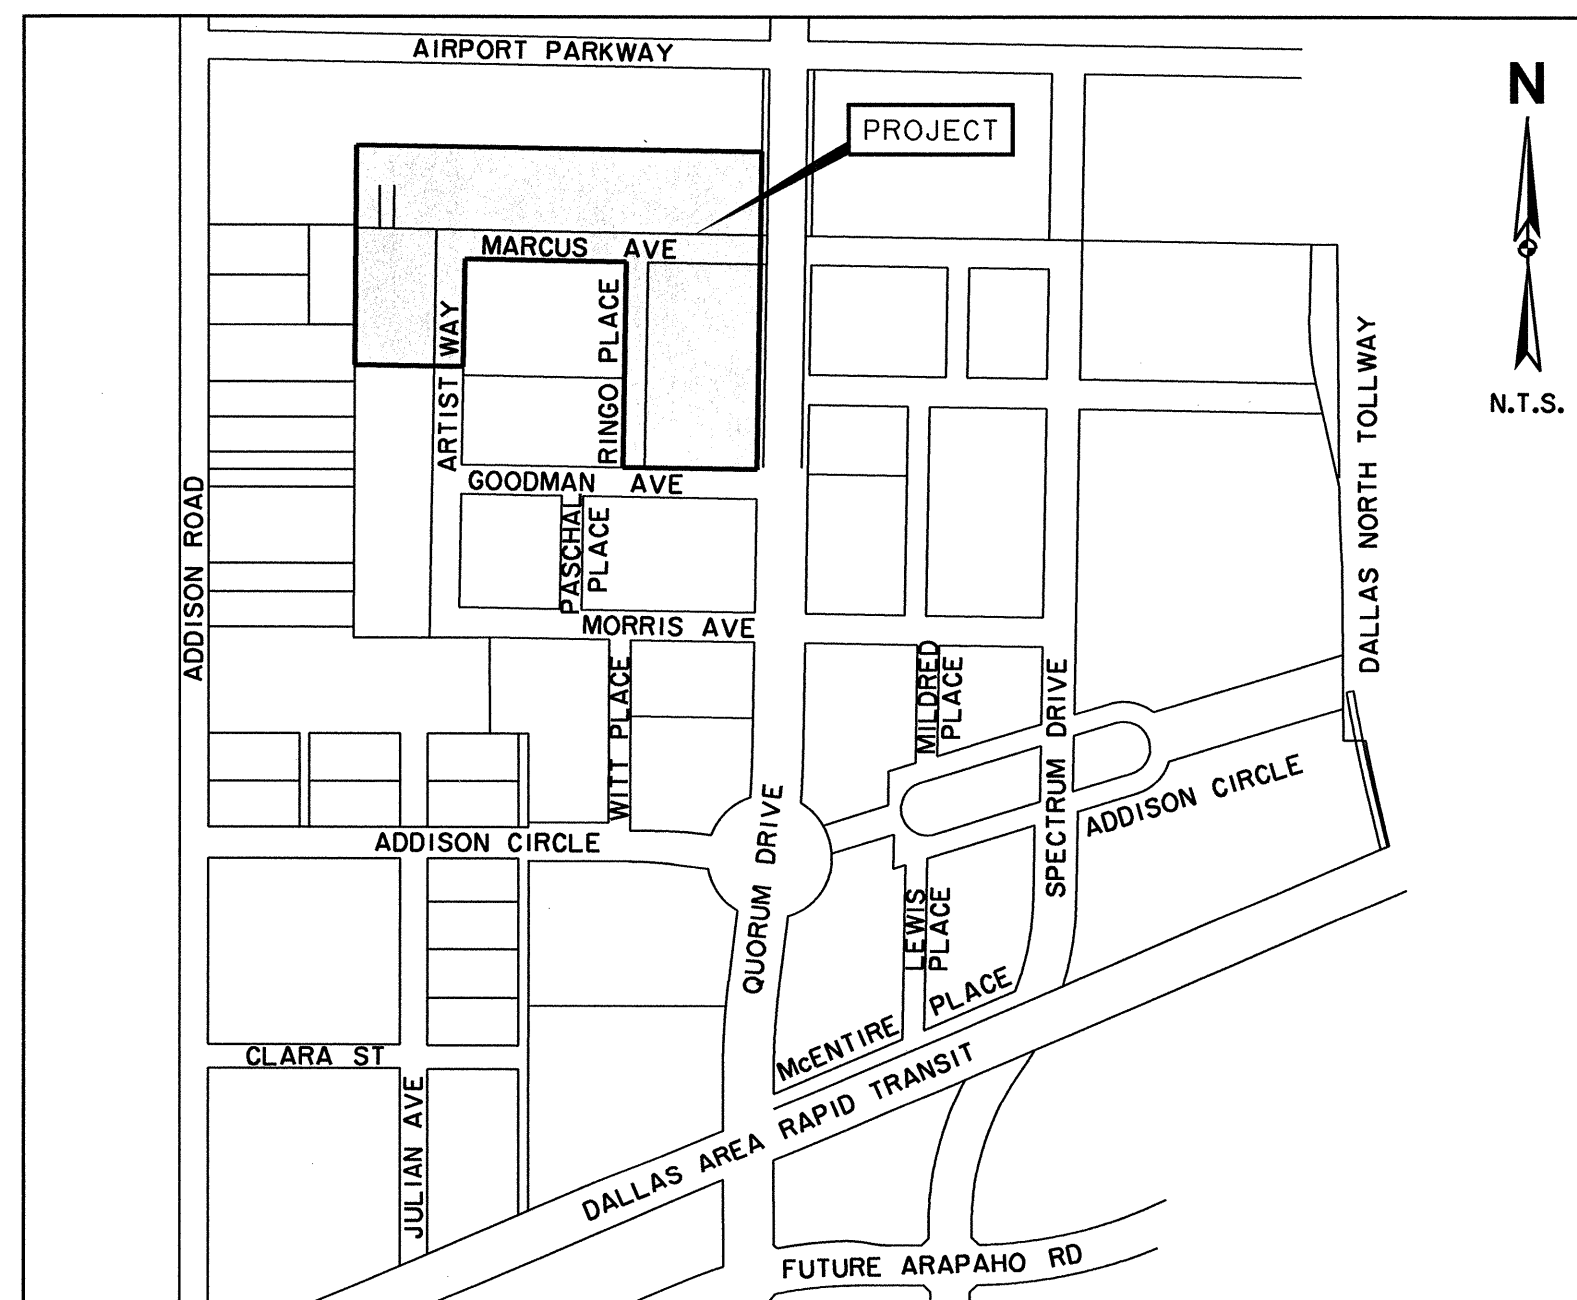 AIRPORT PARKWAY
N
PROJECT
MARCUS AVE
ARTIST WAY
RINGO PLACE
N.T.S.
DALLAS NORTH TOLLWAY
GOODMAN AVE
ADDISON ROAD
PASCHAL
PLACE
MORRIS AVE
WITT PLACE
MILDRED
PLACE
SPECTRUM DRIVE
ADDISON CIRCLE
QUORUM DRIVE
ADDISON CIRCLE
LEWIS
PLACE
McENTIRE PLACE
CLARA ST
JULIAN AVE
DALLAS AREA RAPID TRANSIT
FUTURE ARAPAHO RD